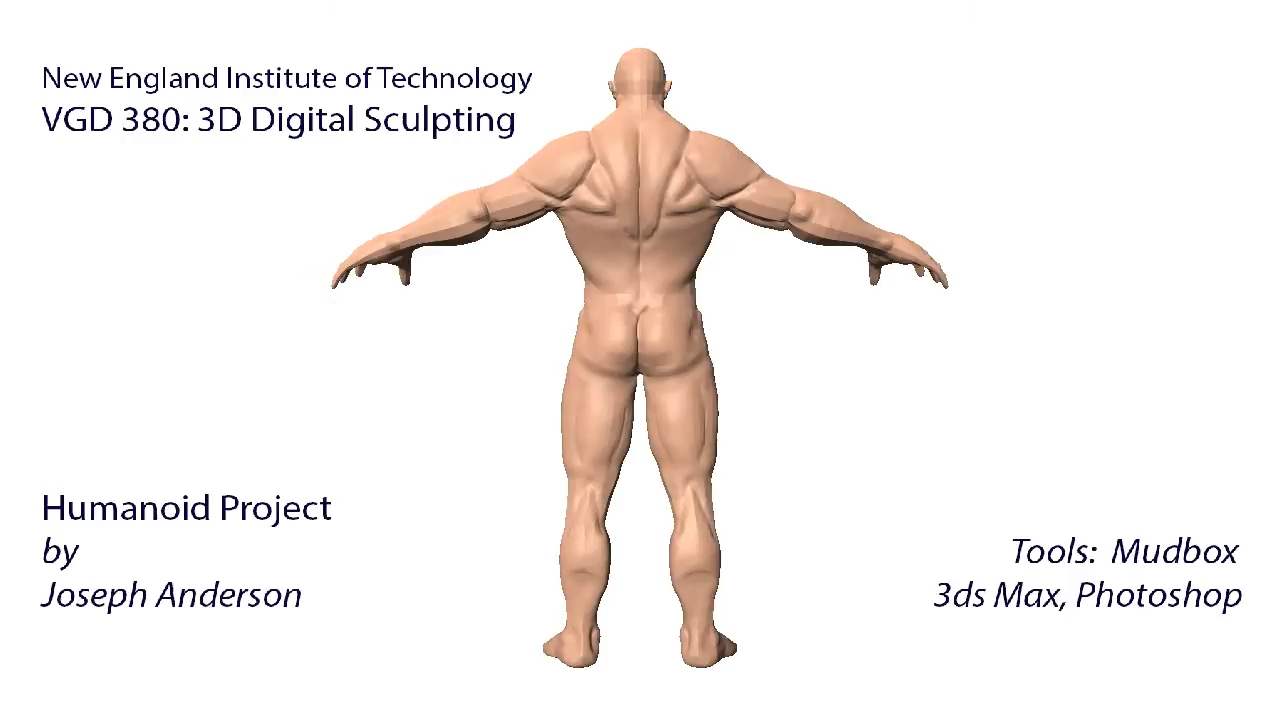 New England Institute of Technology
VGD 380: 3D Digital Sculpting
Humanoid Project
by
Joseph Anderson
Tools: Mudbox
3ds Max, Photoshop